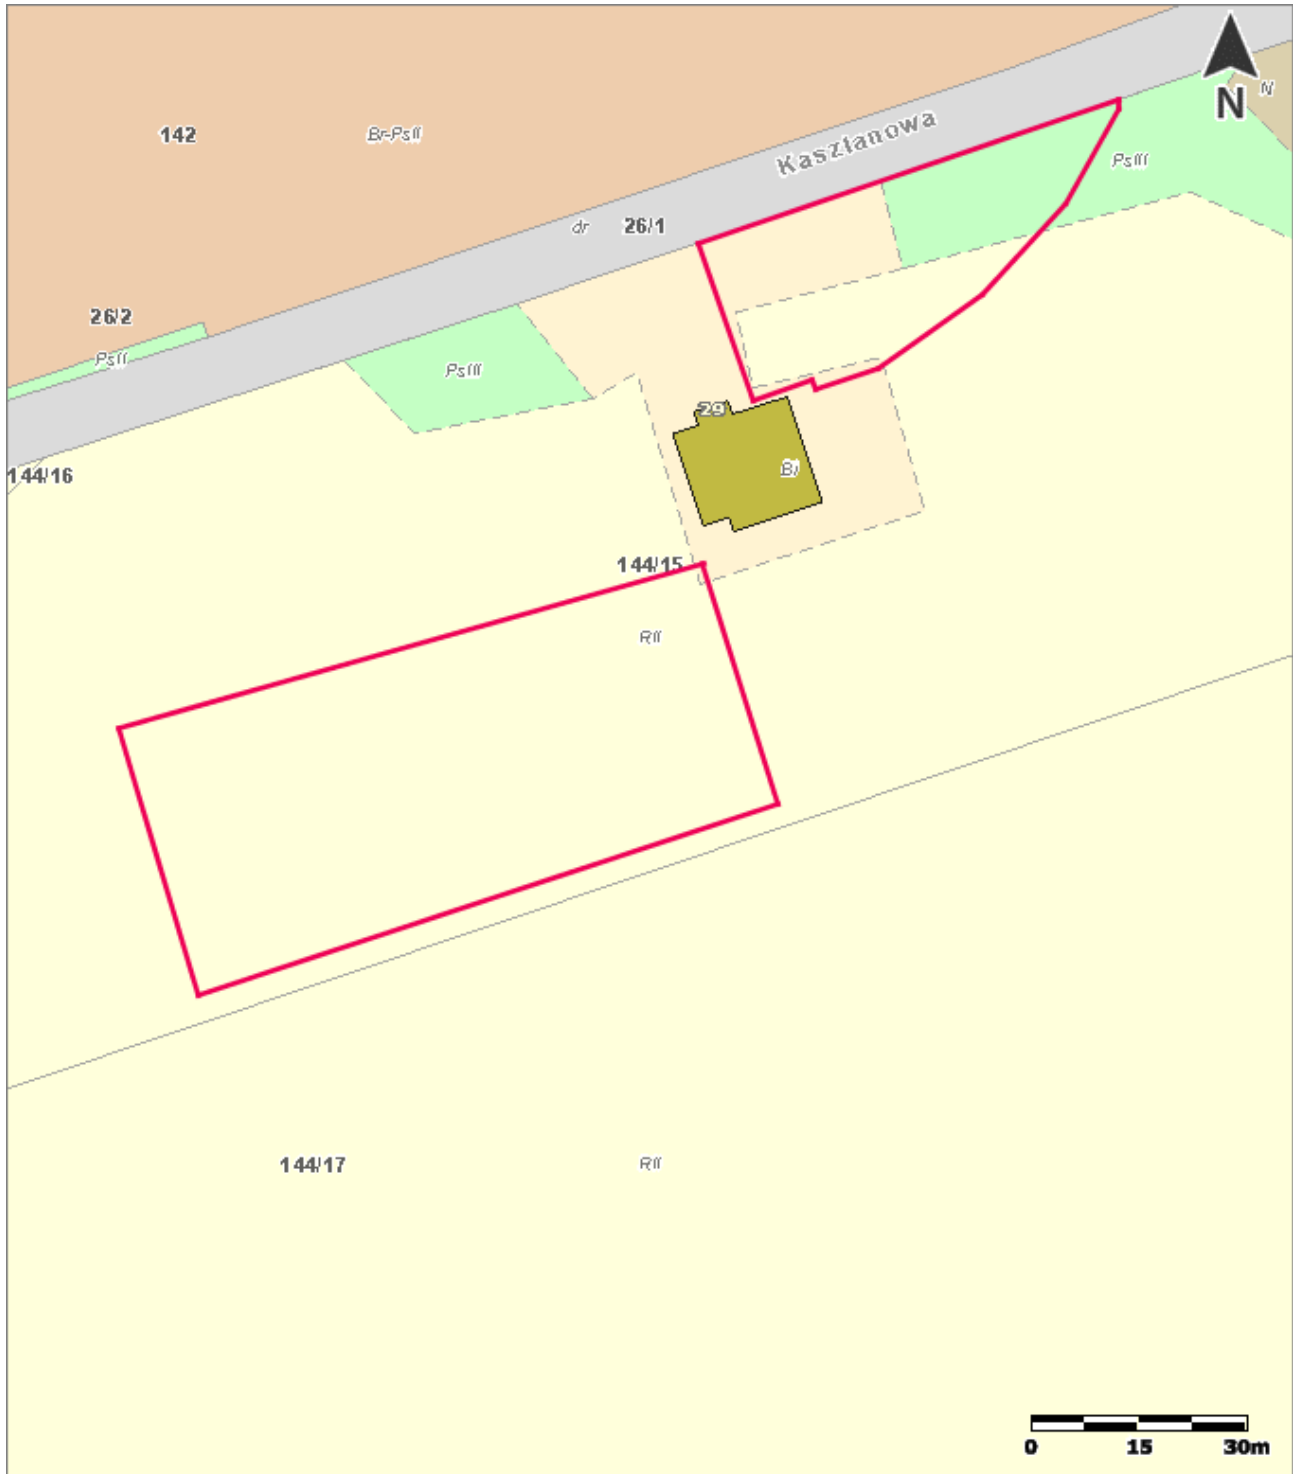 N
N
142
Br-PsII
Kasztanowa
PsIII
dr
26/1
26/2
PsII
PsIII
29
Bi
144/16
144/15
RII
144/17
RII
0 15 30m